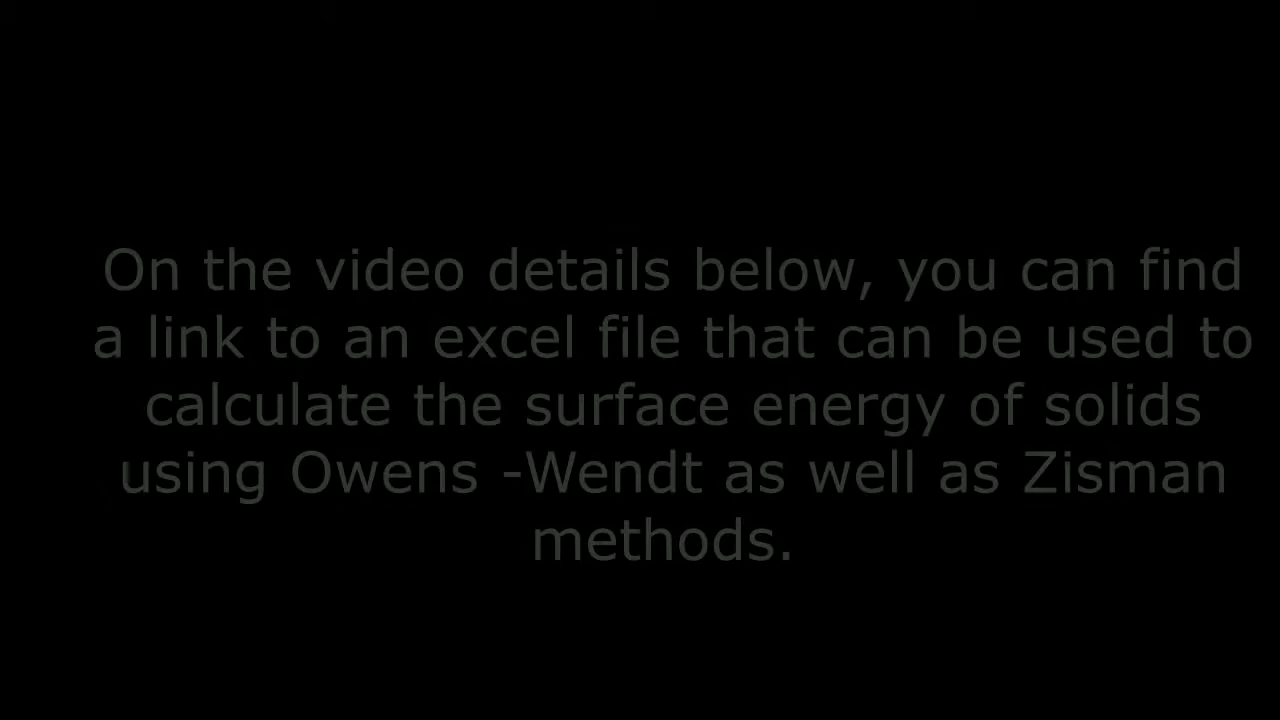 On the video details below, you can find
a link to an excel file that can be used to
calculate the surface energy of solids
using Owens -Wendt as well as Zisman
methods.